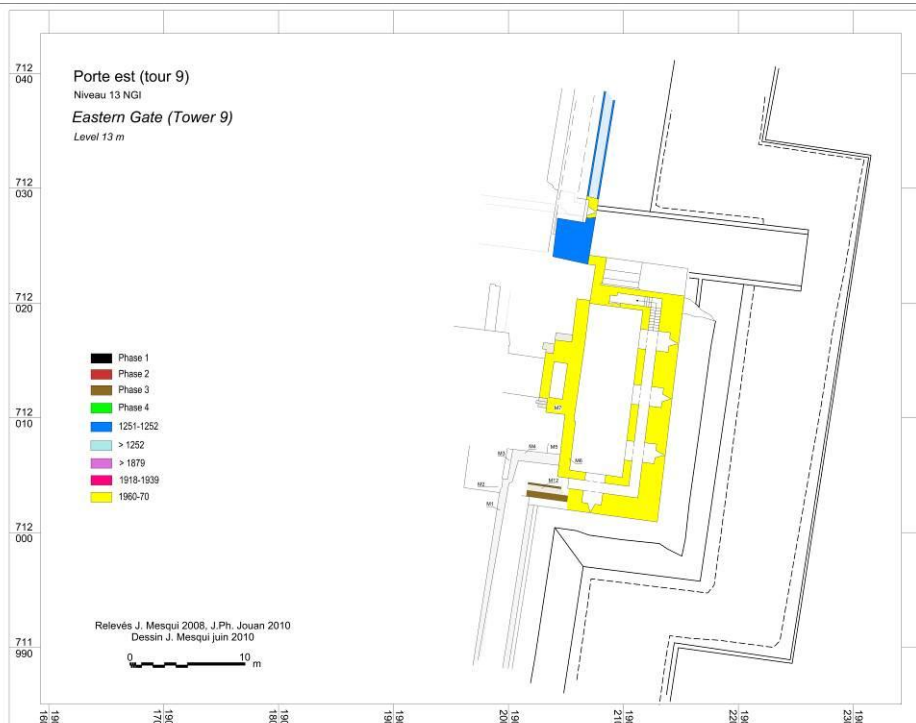 Porte est (tour 9)
Niveau 13 NGI
Eastern Gate (Tower 9)
Level 13 m
712
040
712
030
712
020
712
010
712
000
711
990
Phase 1
Phase 2
Phase 3
Phase 4
1251-1252
> 1252
> 1879
1918-1939
1960-70
M7
M4
M5
M3
M6
M2
M12
M1
Relevés J. Mesqui 2008, J.Ph. Jouan 2010
Dessin J. Mesqui juin 2010
0
10
m